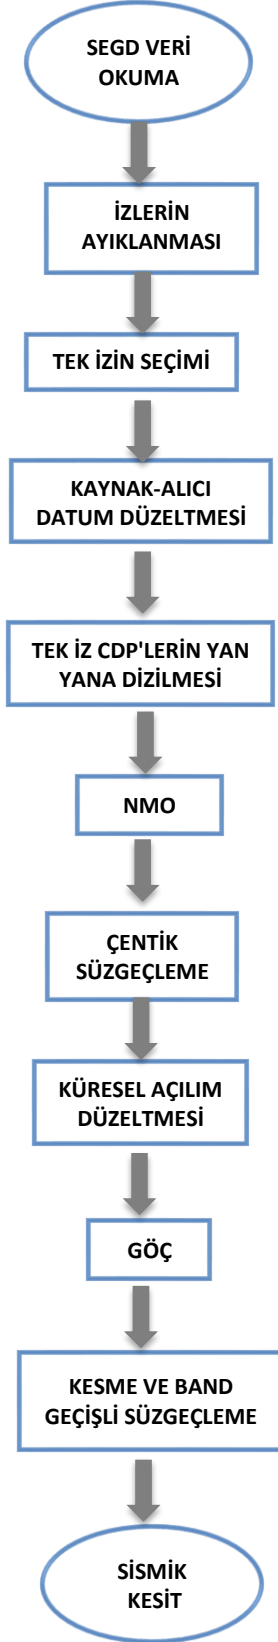 SEGD VERİ
OKUMA
İZLERİN
AYIKLANMASI
TEK İZİN SEÇİMİ
KAYNAK-ALICI
DATUM DÜZELTMESİ
TEK İZ CDP'LERİN YAN
YANA DİZİLMESİ
NMO
ÇENTİK
SÜZGEÇLEME
KÜRESEL AÇILIM
DÜZELTMESİ
GÖÇ
KESME VE BAND
GEÇİŞLİ SÜZGEÇLEME
SİSMİK
KESİT